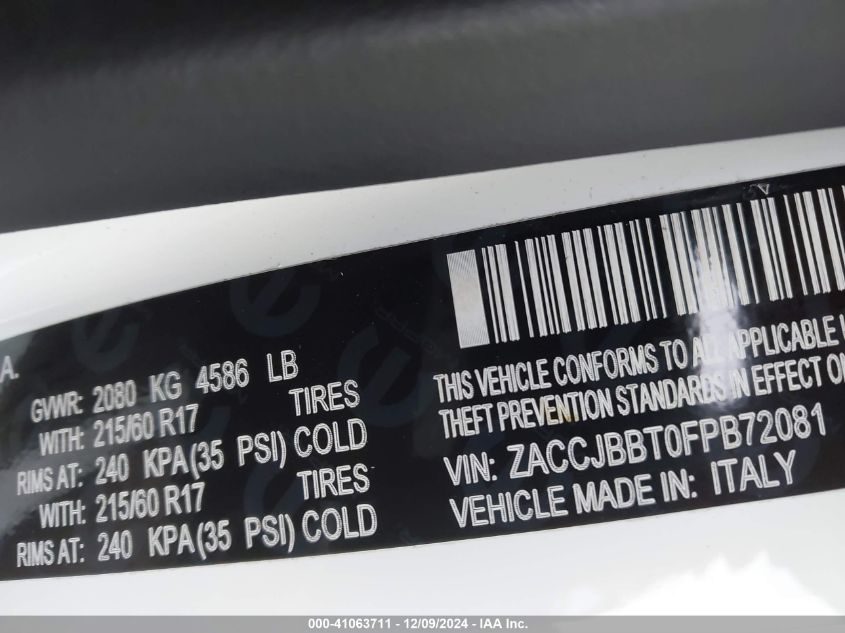 A.
GVWR: 2080 KG 4586 LB
WITH: 215/60 R17 TIRES
RIMS AT: 240 KPA(35 PSI) COLD
WITH: 215/60 R17 TIRES
RIMS AT: 240 KPA(35 PSI) COLD
THIS VEHICLE CONFORMS TO ALL APPLICABLE
THEFT PREVENTION STANDARDS IN EFFECT
VIN: ZACCJBBT0FPB72081
VEHICLE MADE IN: ITALY
000-41063711 - 12/09/2024 - IAA Inc.